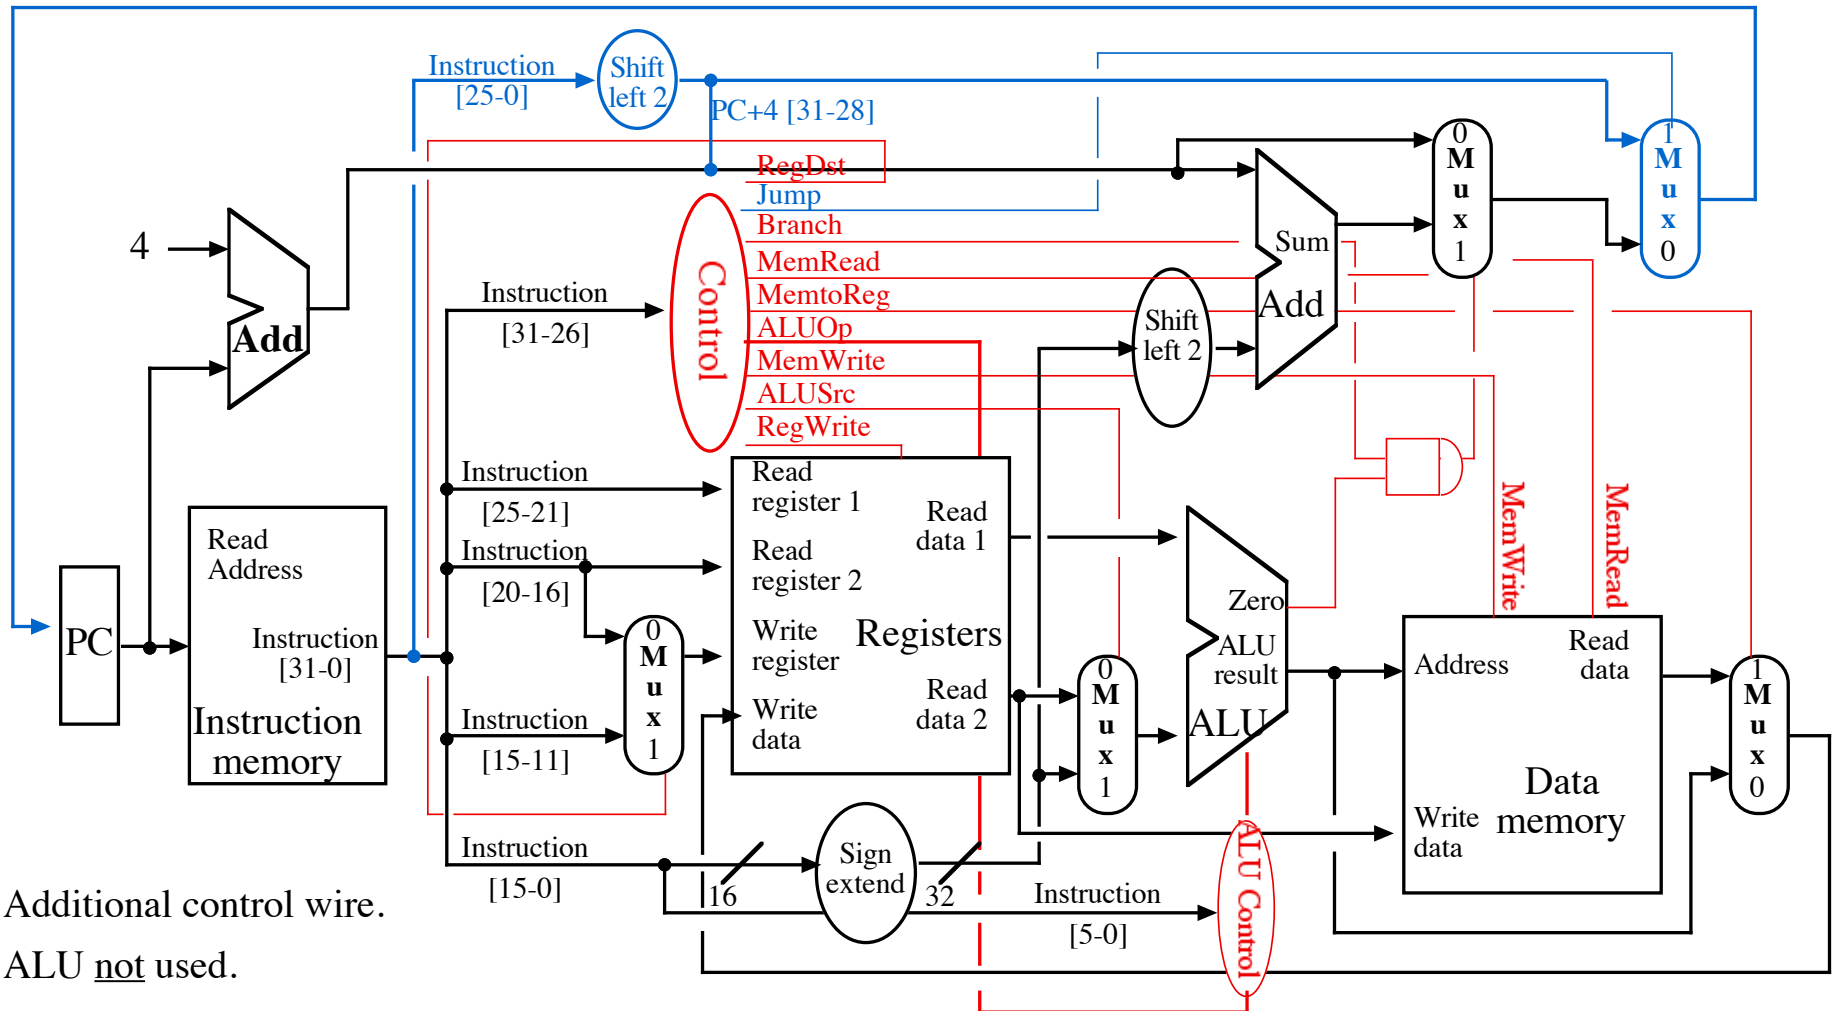 Instruction
[25-0]
Shift
left 2
PC+4 [31-28]
RegDst
Jump
Branch
MemRead
MemtoReg
ALUOp
MemWrite
ALUSrc
RegWrite
Control
4
Add
Instruction
[31-26]
Shift
left 2
Sum
Add
0
M
u
x
1
1
M
u
x
0
PC
Read
Address
Instruction
[31-0]
Instruction
memory
Instruction
[25-21]
Instruction
[20-16]
Instruction
[15-11]
0
M
u
x
1
Read
register 1
Read
register 2
Write
register
Write
data
Registers
Read
data 1
Read
data 2
0
M
u
x
1
Zero
ALU
result
ALU
MemWrite
MemRead
Address
Read
data
Write
data
Data
memory
1
M
u
x
0
Instruction
[15-0]
16
Sign
extend
32
Instruction
[5-0]
ALU Control
Additional control wire.
ALU not used.